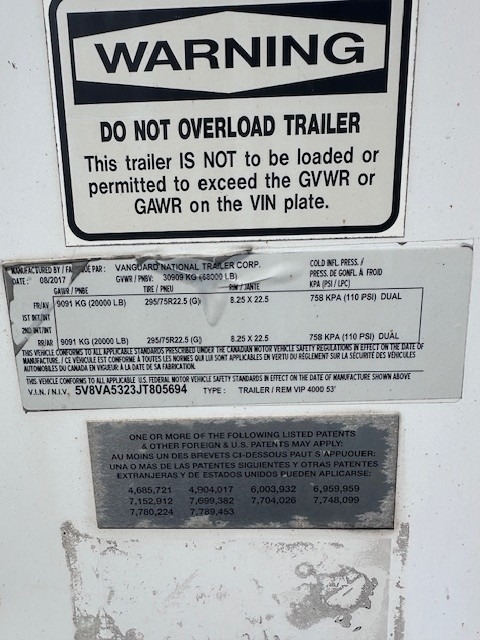 WARNING
DO NOT OVERLOAD TRAILER
This trailer IS NOT to be loaded or
permitted to exceed the GVWR or
GAWR on the VIN plate.
MANUFACTURED BY / PAR : VANGUARD NATIONAL TRAILER CORP. COLD INFL. PRESS. /
DATE : 08/2017 GVWR / PNBV: 30909 KG (68000 LB) PRESS. DE GONFL. À FROID
GAWR / PNBE TIRE / PNEU RIM / JANTE KPA (PSI / LPC)
FR/AV 9091 KG (20000 LB) 295/75R22.5 (G) 8.25 X 22.5 758 KPA (110 PSI) DUAL
1ST INT/INT
2ND INT/INT
RR/AR 9091 KG (20000 LB) 295/75R22.5 (G) 8.25 X 22.5 758 KPA (110 PSI) DUAL
THIS VEHICLE CONFORMS TO ALL APPLICABLE STANDARDS PRESCRIBED UNDER THE CANADIAN MOTOR VEHICLE SAFETY REGULATIONS IN EFFECT ON THE DATE OF
MANUFACTURE. / CE VÉHICULE EST CONFORME À TOUTES LES NORMES QUI LUI SONT APPLICABLES EN VERTU DU RÈGLEMENT SUR LA SÉCURITÉ DES VÉHICULES
AUTOMOBILES DU CANADA EN VIGUEUR À LA DATE DE SA FABRICATION.
THIS VEHICLE CONFORMS TO ALL APPLICABLE U.S. FEDERAL MOTOR VEHICLE SAFETY STANDARDS IN EFFECT ON THE DATE OF MANUFACTURE SHOWN ABOVE
V.I.N. / N.I.V. 5V8VA5323JT805694 TYPE : TRAILER / REM VIP 4000 53'
ONE OR MORE OF THE FOLLOWING LISTED PATENTS
& OTHER FOREIGN & U.S. PATENTS MAY APPLY:
AU MOINS UN DES BREVETS CI-DESSOUS PAUT S'APPUOUER:
UNA O MÁS DE LAS PATENTES SIGUIENTES Y OTRAS PATENTES
EXTRANJERAS Y DE ESTADOS UNIDOS PUEDEN APLICARSE:
4,685,721 4,904,017 6,003,932 6,959,959
7,152,912 7,699,382 7,704,026 7,748,099
7,780,224 7,789,453